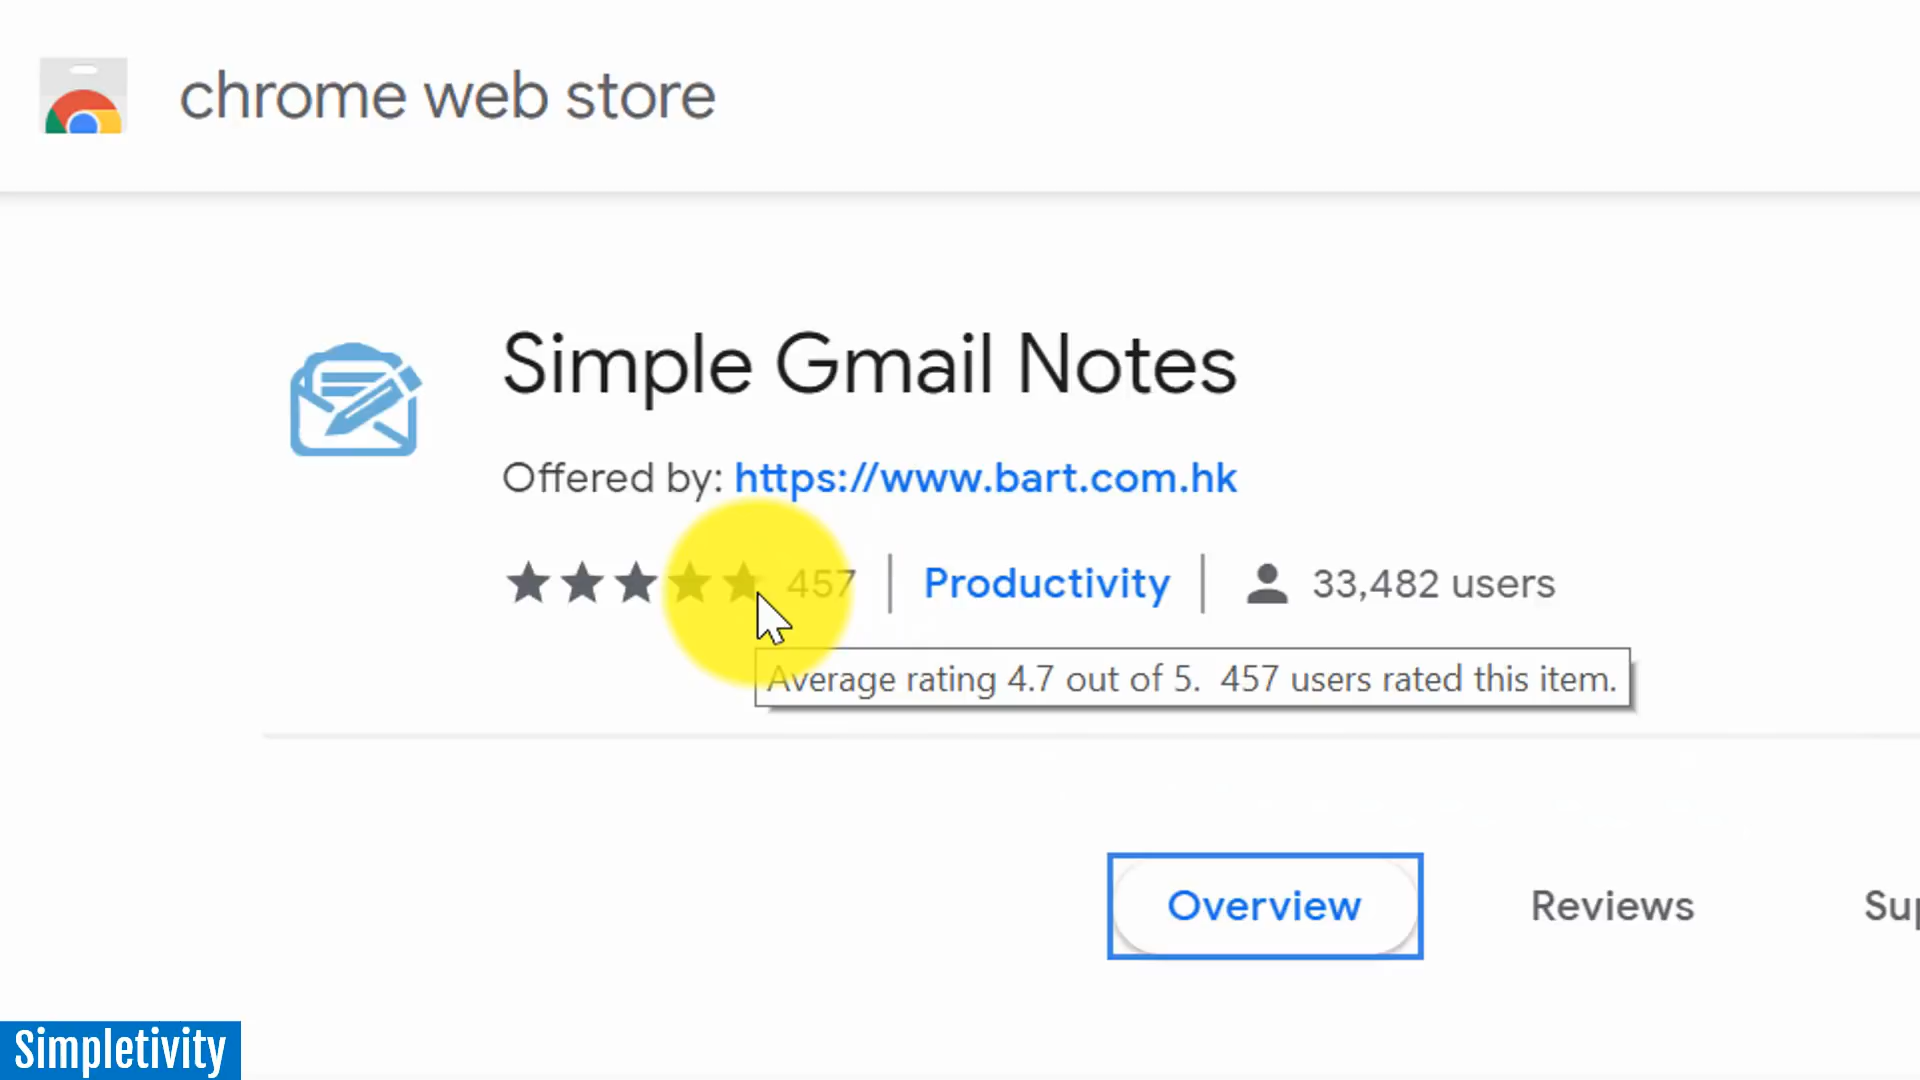 chrome web store
Simple Gmail Notes
Offered by: https://www.bart.com.hk
457 Productivity 33,482 users
Average rating 4.7 out of 5. 457 users rated this item.
Overview Reviews
Simpletivity